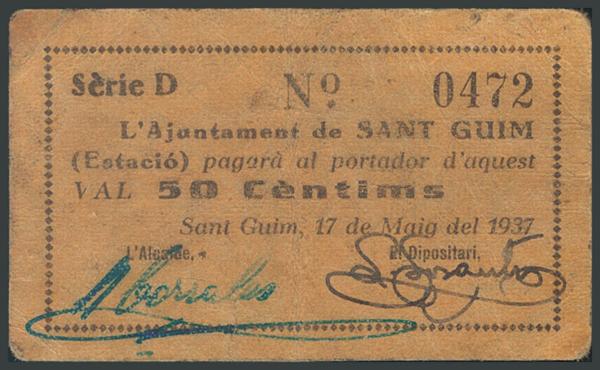 Sèrie D Nº 0472
L'Ajuntament de SANT GUIM
(Estació) pagarà al portador d'aquest
VAL 50 Cèntims
Sant Guim, 17 de Maig del 1937
L'Alcalde, El Dipositari,